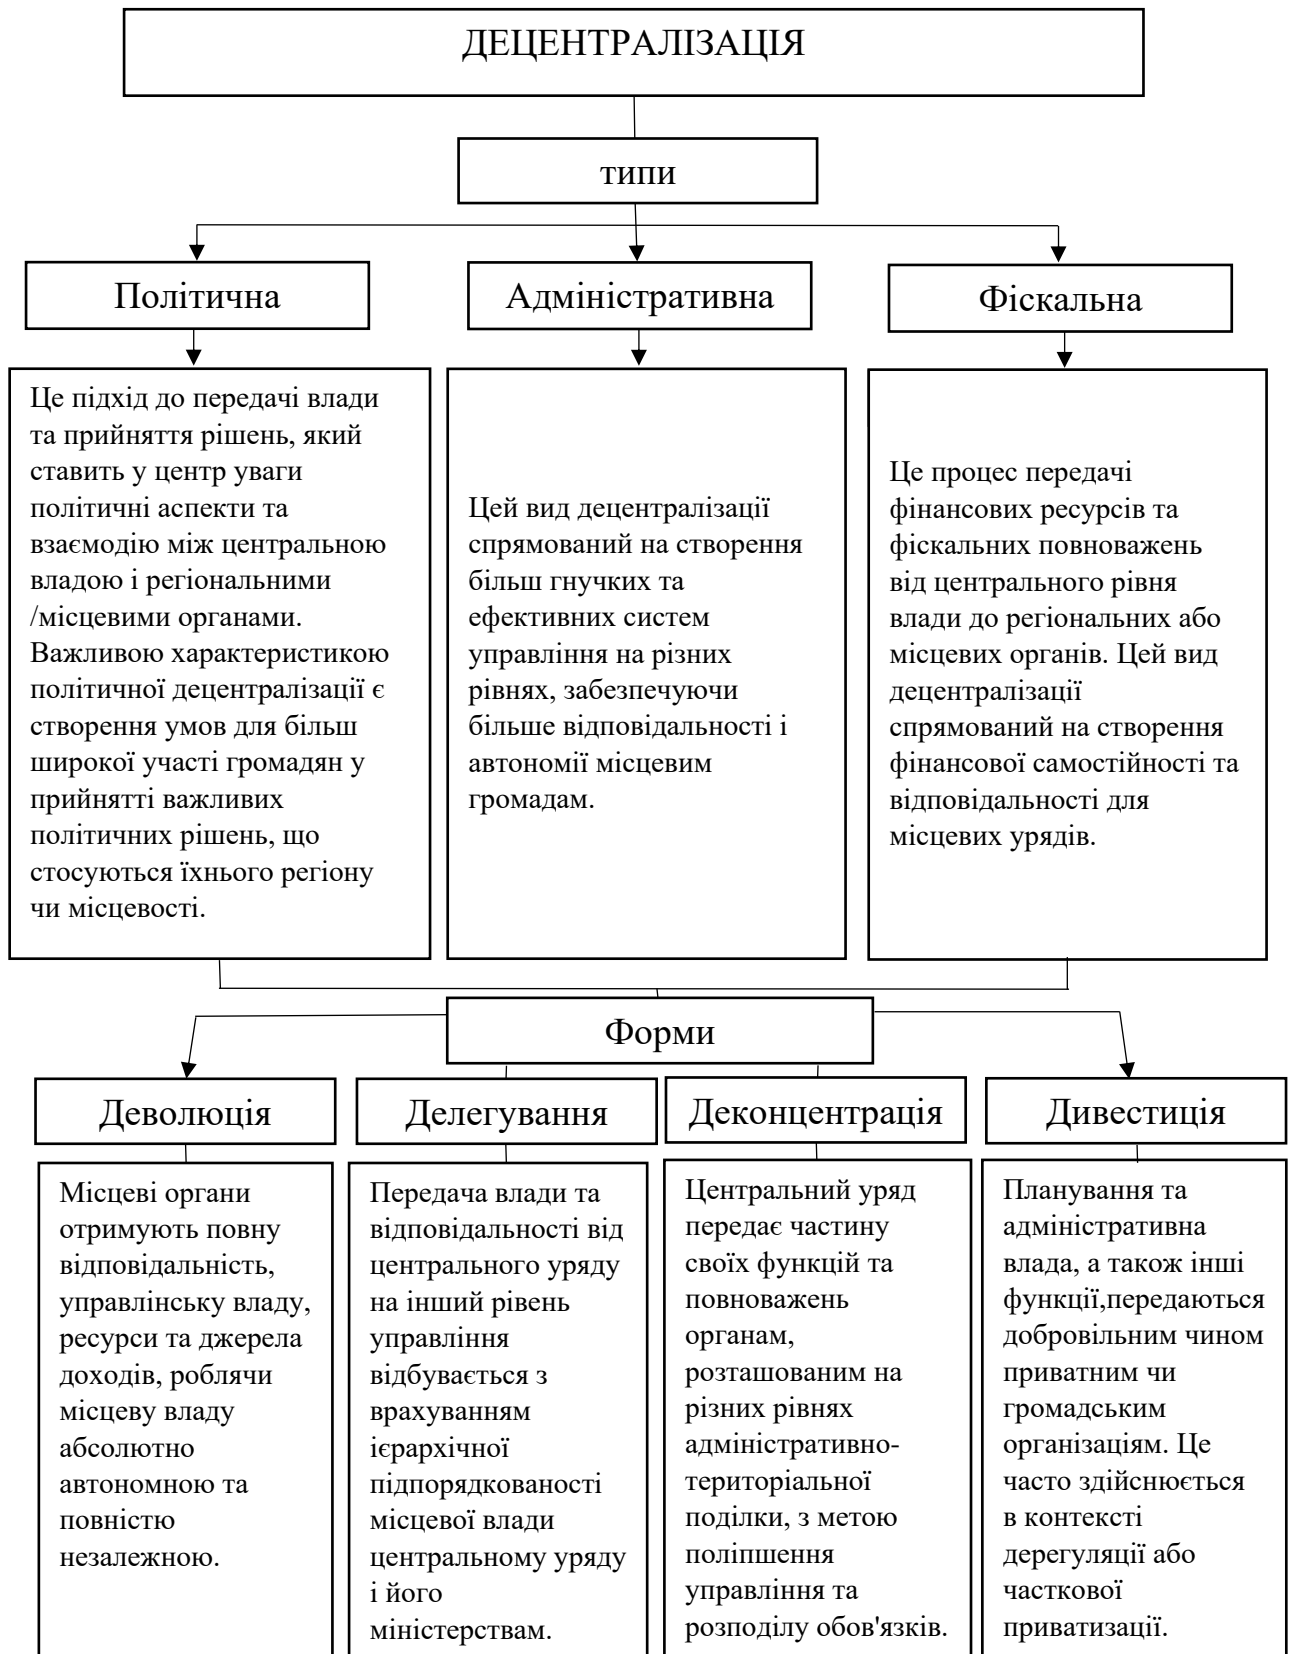 ДЕЦЕНТРАЛІЗАЦІЯ
типи
Політична
Адміністративна
Фіскальна
Це підхід до передачі влади
та прийняття рішень, який
ставить у центр уваги
політичні аспекти та
взаємодію між центральною
владою і регіональними
/місцевими органами.
Важливою характеристикою
політичної децентралізації є
створення умов для більш
широкої участі громадян у
прийнятті важливих
політичних рішень, що
стосуються їхнього регіону
чи місцевості.
Цей вид децентралізації
спрямований на створення
більш гнучких та
ефективних систем
управління на різних
рівнях, забезпечуючи
більше відповідальності і
автономії місцевим
громадам.
Це процес передачі
фінансових ресурсів та
фіскальних повноважень
від центрального рівня
влади до регіональних або
місцевих органів. Цей вид
децентралізації
спрямований на створення
фінансової самостійності та
відповідальності для
місцевих урядів.
Форми
Деволюція
Делегування
Деконцентрація
Дивестиція
Місцеві органи
отримують повну
відповідальність,
управлінську владу,
ресурси та джерела
доходів, роблячи
місцеву владу
абсолютно
автономною та
повністю
незалежною.
Передача влади та
відповідальності від
центрального уряду
на інший рівень
управління
відбувається з
врахуванням
ієрархічної
підпорядкованості
місцевої влади
центральному уряду
і його
міністерствам.
Центральний уряд
передає частину
своїх функцій та
повноважень
органам,
розташованим на
різних рівнях
адміністративно-
територіальної
поділки, з метою
поліпшення
управління та
розподілу обов'язків.
Планування та
адміністративна
влада, а також інші
функції,передаються
добровільним чином
приватним чи
громадським
організаціям. Це
часто здійснюється
в контексті
дерегуляції або
часткової
приватизації.